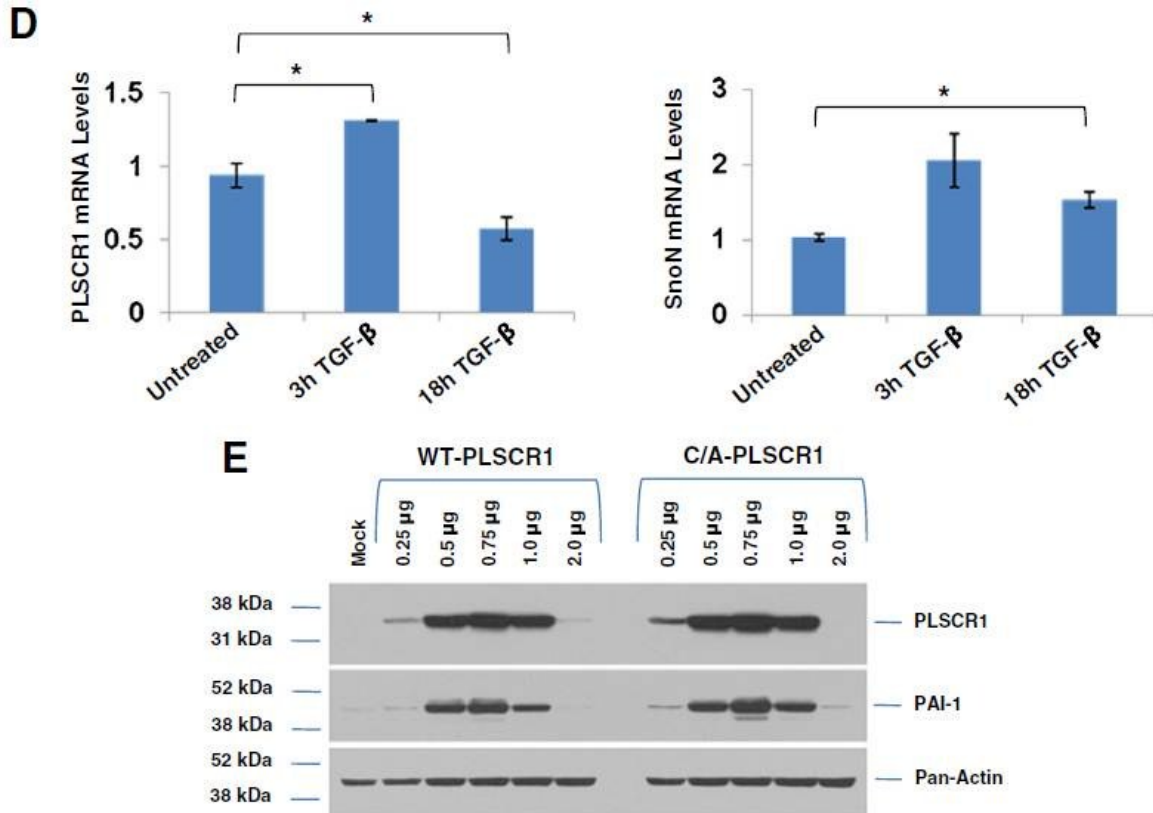 D
*
*
PLSCR1 mRNA Levels
1.5
1
0.5
0
Untreated
3h TGF-β
18h TGF-β
*
SnoN mRNA Levels
3
2
1
0
Untreated
3h TGF-β
18h TGF-β
E
WT-PLSCR1
C/A-PLSCR1
Mock
0.25 µg
0.5 µg
0.75 µg
1.0 µg
2.0 µg
0.25 µg
0.5 µg
0.75 µg
1.0 µg
2.0 µg
38 kDa
31 kDa
PLSCR1
52 kDa
38 kDa
PAI-1
52 kDa
38 kDa
Pan-Actin